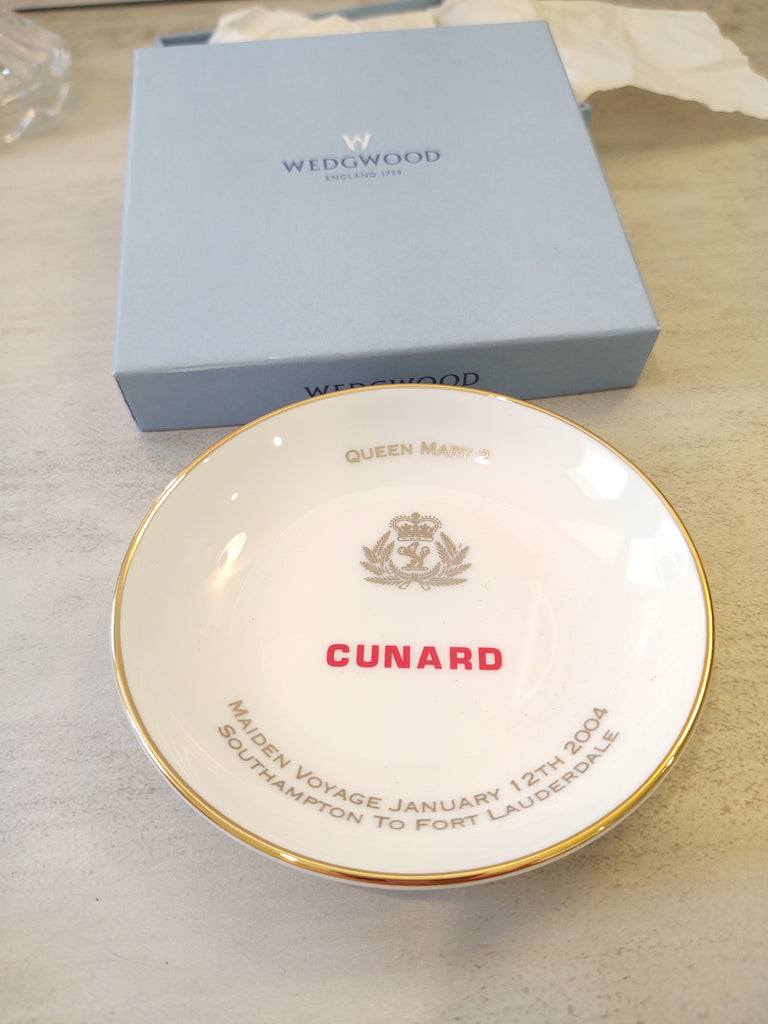 W
WEDGWOOD
ENGLAND 1759
WEDGWOOD
QUEEN MARY 2
CUNARD
MAIDEN VOYAGE JANUARY 12TH 2004
SOUTHAMPTON TO FORT LAUDERDALE